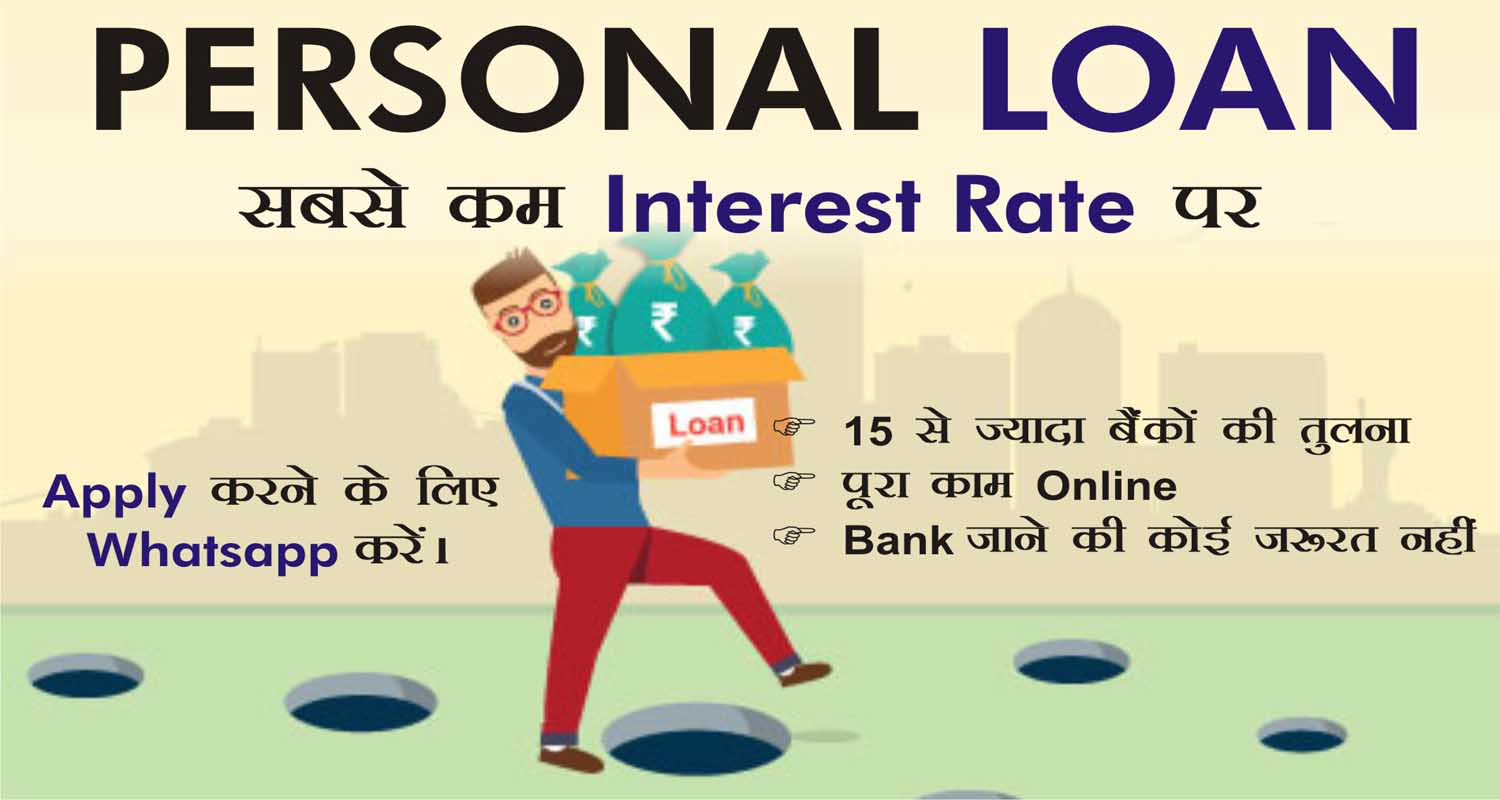 PERSONAL LOAN
सबसे कम Interest Rate पर
₹ ₹ ₹
Loan
☞ 15 से ज्यादा बैंकों की तुलना
☞ पूरा काम Online
☞ Bank जाने की कोई जरूरत नहीं
Apply करने के लिए
Whatsapp करें।